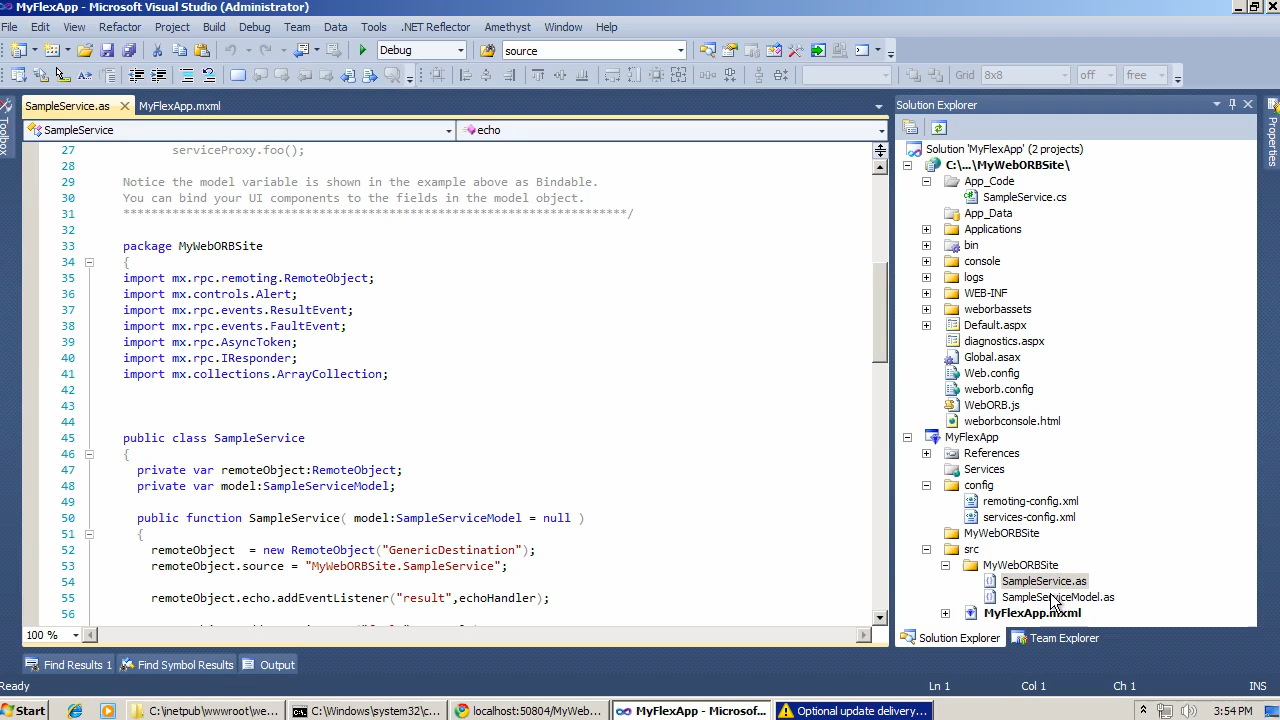 MyFlexApp - Microsoft Visual Studio (Administrator)
File Edit View Refactor Project Build Debug Team Data Tools .NET Reflector Amethyst Window Help
Debug source
Grid 8x8 off free
SampleService.as MyFlexApp.mxml
SampleService echo
27 serviceProxy.foo();
28
29 Notice the model variable is shown in the example above as Bindable.
30 You can bind your UI components to the fields in the model object.
31 ************************************************************************/
32
33 package MyWebORBSite
34 {
35 import mx.rpc.remoting.RemoteObject;
36 import mx.controls.Alert;
37 import mx.rpc.events.ResultEvent;
38 import mx.rpc.events.FaultEvent;
39 import mx.rpc.AsyncToken;
40 import mx.rpc.IResponder;
41 import mx.collections.ArrayCollection;
42
43
44
45 public class SampleService
46 {
47 private var remoteObject:RemoteObject;
48 private var model:SampleServiceModel;
49
50 public function SampleService( model:SampleServiceModel = null )
51 {
52 remoteObject = new RemoteObject("GenericDestination");
53 remoteObject.source = "MyWebORBSite.SampleService";
54
55 remoteObject.echo.addEventListener("result",echoHandler);
56
100 %
Toolbox
Solution Explorer
Solution 'MyFlexApp' (2 projects)
C:\...\MyWebORBSite\
App_Code
SampleService.cs
App_Data
Applications
bin
console
logs
WEB-INF
weborbassets
Default.aspx
diagnostics.aspx
Global.asax
Web.config
weborb.config
WebORB.js
weborbconsole.html
MyFlexApp
References
Services
config
remoting-config.xml
services-config.xml
MyWebORBSite
src
MyWebORBSite
SampleService.as
SampleServiceModel.as
MyFlexApp.mxml
Solution Explorer Team Explorer
Properties
Find Results 1 Find Symbol Results Output
Ready Ln 1 Col 1 Ch 1 INS
Start C:\inetpub\wwwroot\we... C:\Windows\system32\c... localhost:50804/MyWeb... MyFlexApp - Microsof... Optional update delivery... 3:54 PM